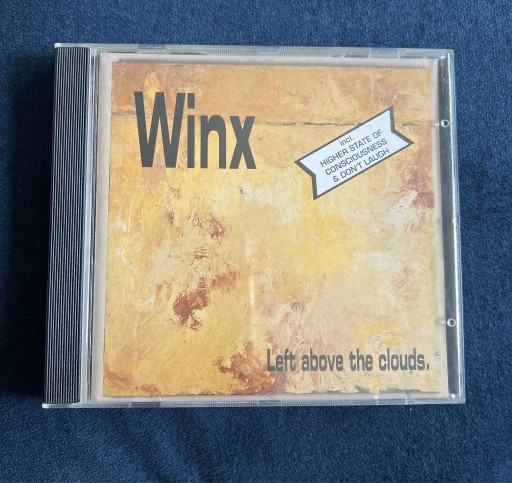 Winx
incl.
HIGHER STATE OF
CONSCIOUSNESS
& DON'T LAUGH
Left above the clouds.